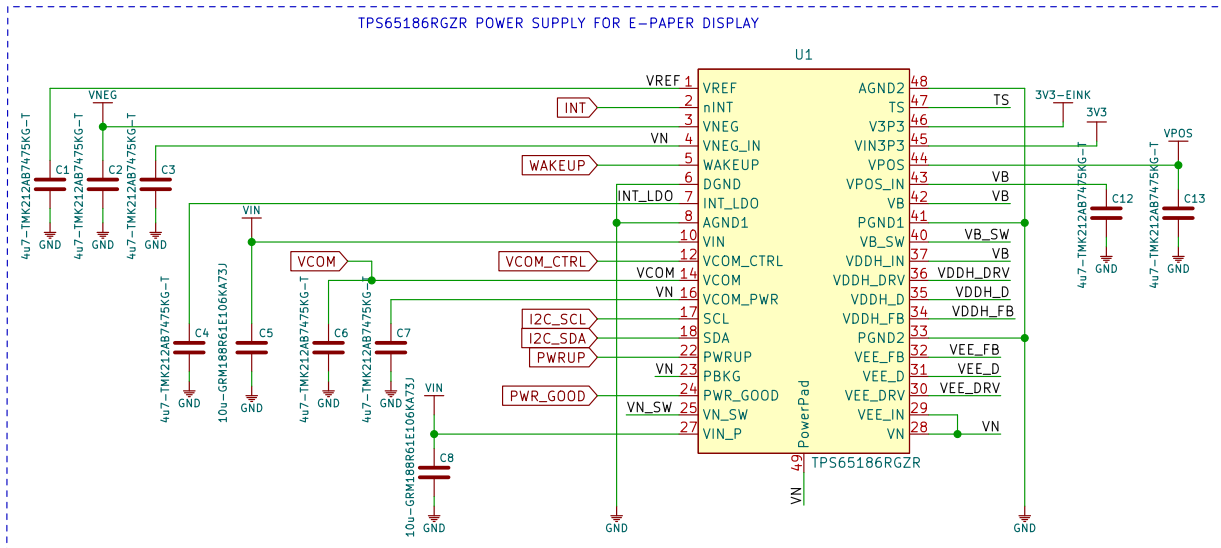 TPS65186RGZR POWER SUPPLY FOR E-PAPER DISPLAY
U1
VREF 1 VREF
INT 2 nINT
VNEG 3 VNEG
VN 4 VNEG_IN
WAKEUP 5 WAKEUP
6 DGND
INT_LDO 7 INT_LDO
8 AGND1
VIN 10 VIN
VCOM_CTRL 12 VCOM_CTRL
VCOM VCOM 14 VCOM
VN 16 VCOM_PWR
I2C_SCL 17 SCL
I2C_SDA 18 SDA
PWRUP 22 PWRUP
VN 23 PBKG
PWR_GOOD 24 PWR_GOOD
VN_SW 25 VN_SW
VIN 27 VIN_P
AGND2 48
TS 47 TS
V3P3 46 3V3-EINK
VIN3P3 45 3V3
VPOS 44 VPOS
VPOS_IN 43 VB
VB 42 VB
PGND1 41
VB_SW 40 VB_SW
VDDH_IN 37 VB
VDDH_DRV 36 VDDH_DRV
VDDH_D 35 VDDH_D
VDDH_FB 34 VDDH_FB
PGND2 33
VEE_FB 32 VEE_FB
VEE_D 31 VEE_D
VEE_DRV 30 VEE_DRV
VEE_IN 29
VN 28 VN
PowerPad 49 VN
TPS65186RGZR
C1
4u7-TMK212AB7475KG-T
GND
C2
4u7-TMK212AB7475KG-T
GND
C3
4u7-TMK212AB7475KG-T
GND
C4
4u7-TMK212AB7475KG-T
GND
C5
10u-GRM188R61E106KA73J
GND
C6
4u7-TMK212AB7475KG-T
GND
C7
4u7-TMK212AB7475KG-T
GND
C8
10u-GRM188R61E106KA73J
GND
GND
GND
C12
4u7-TMK212AB7475KG-T
GND
C13
4u7-TMK212AB7475KG-T
GND